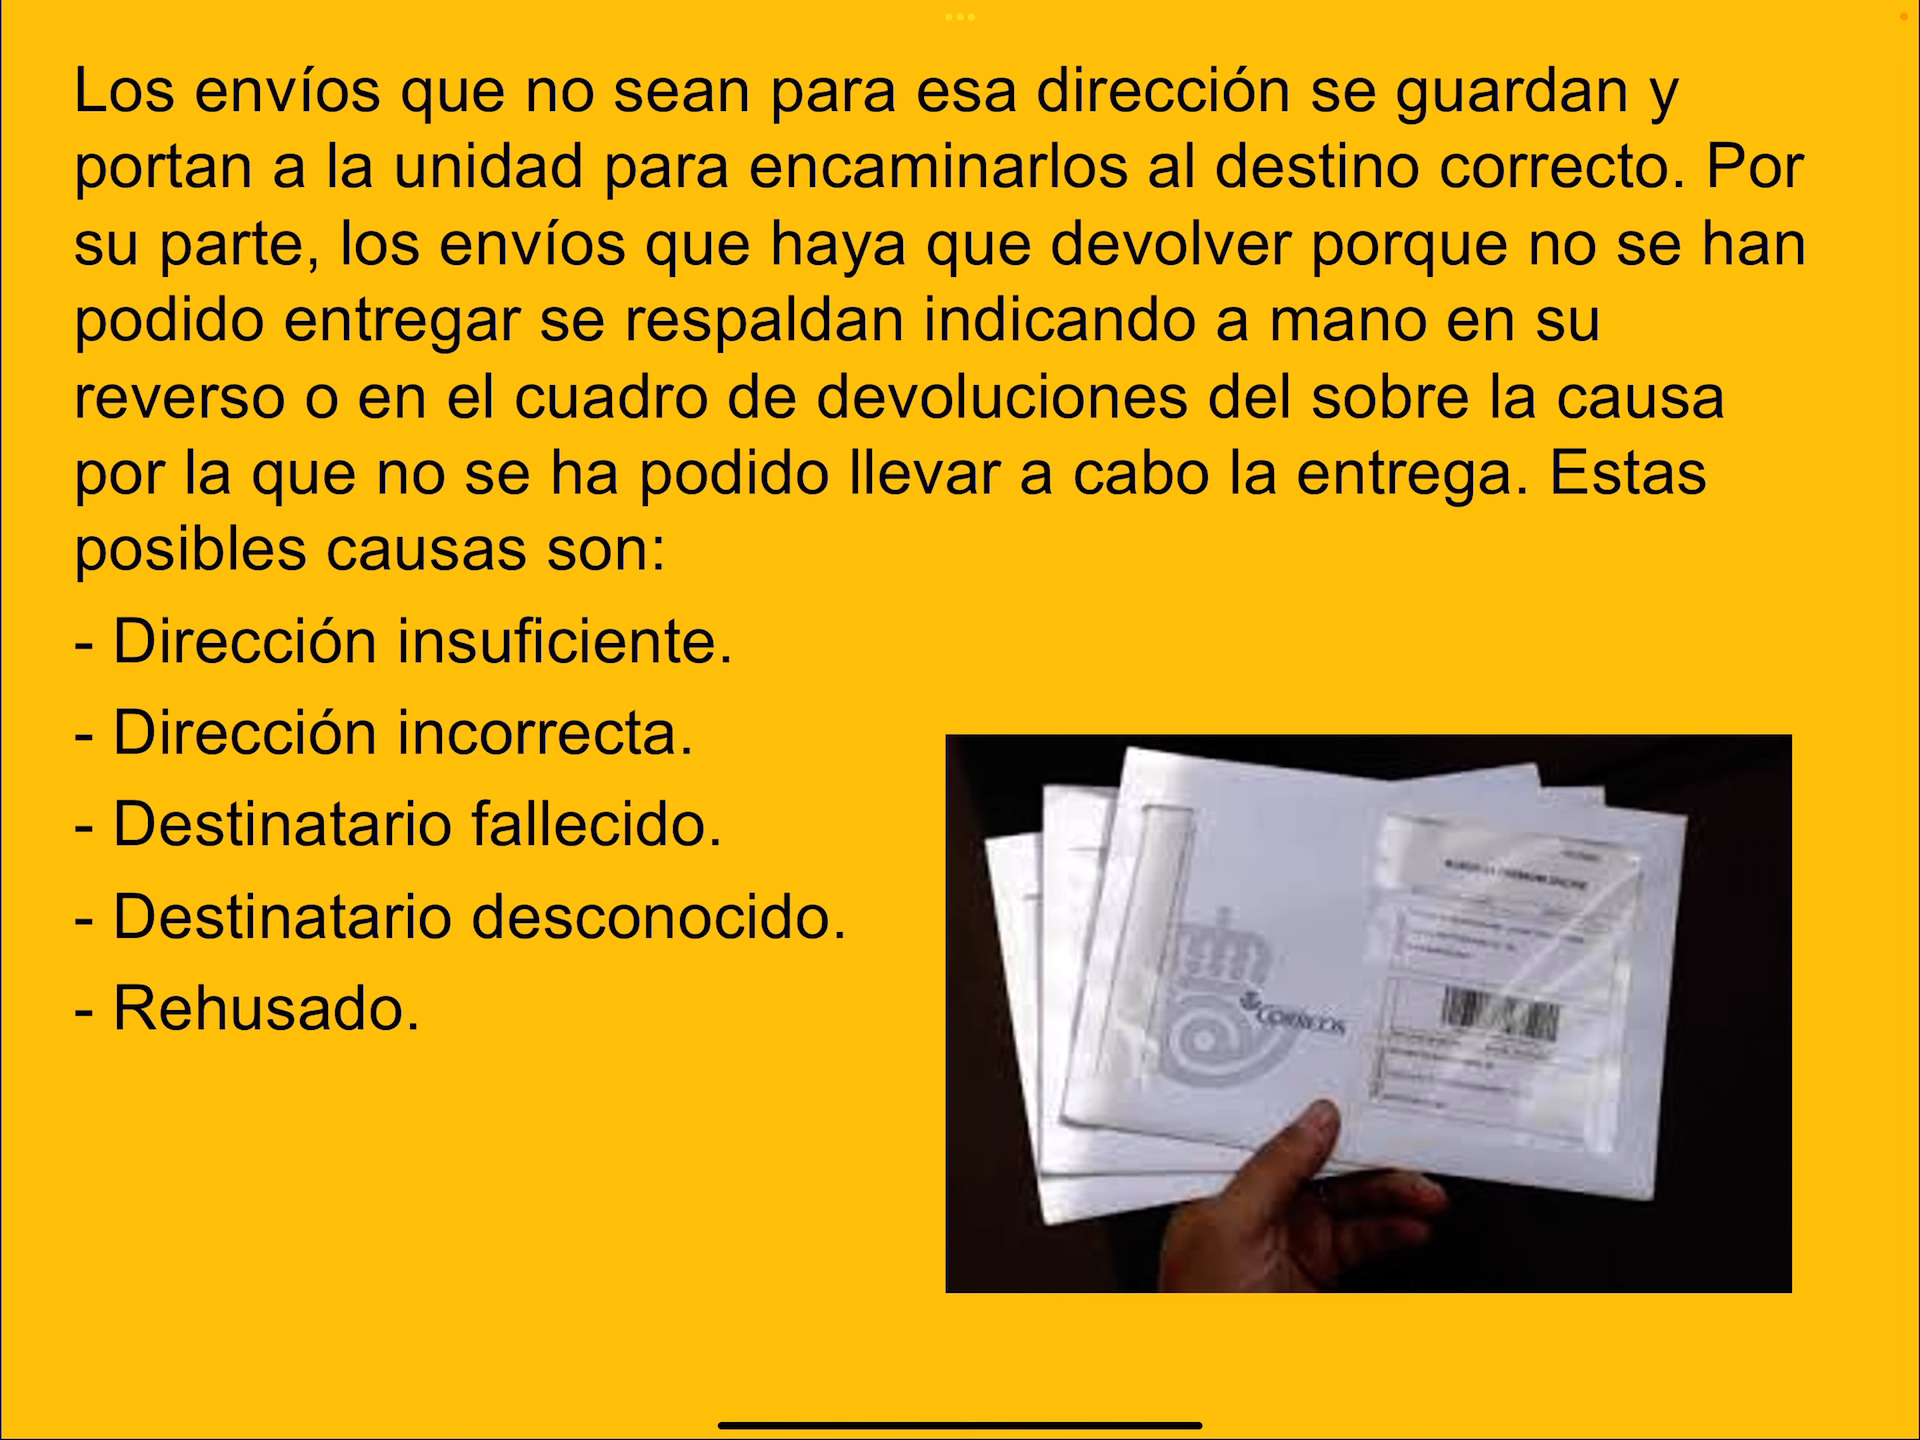 Los envíos que no sean para esa dirección se guardan y
portan a la unidad para encaminarlos al destino correcto. Por
su parte, los envíos que haya que devolver porque no se han
podido entregar se respaldan indicando a mano en su
reverso o en el cuadro de devoluciones del sobre la causa
por la que no se ha podido llevar a cabo la entrega. Estas
posibles causas son:
- Dirección insuficiente.
- Dirección incorrecta.
- Destinatario fallecido.
- Destinatario desconocido.
- Rehusado.
CORREOS